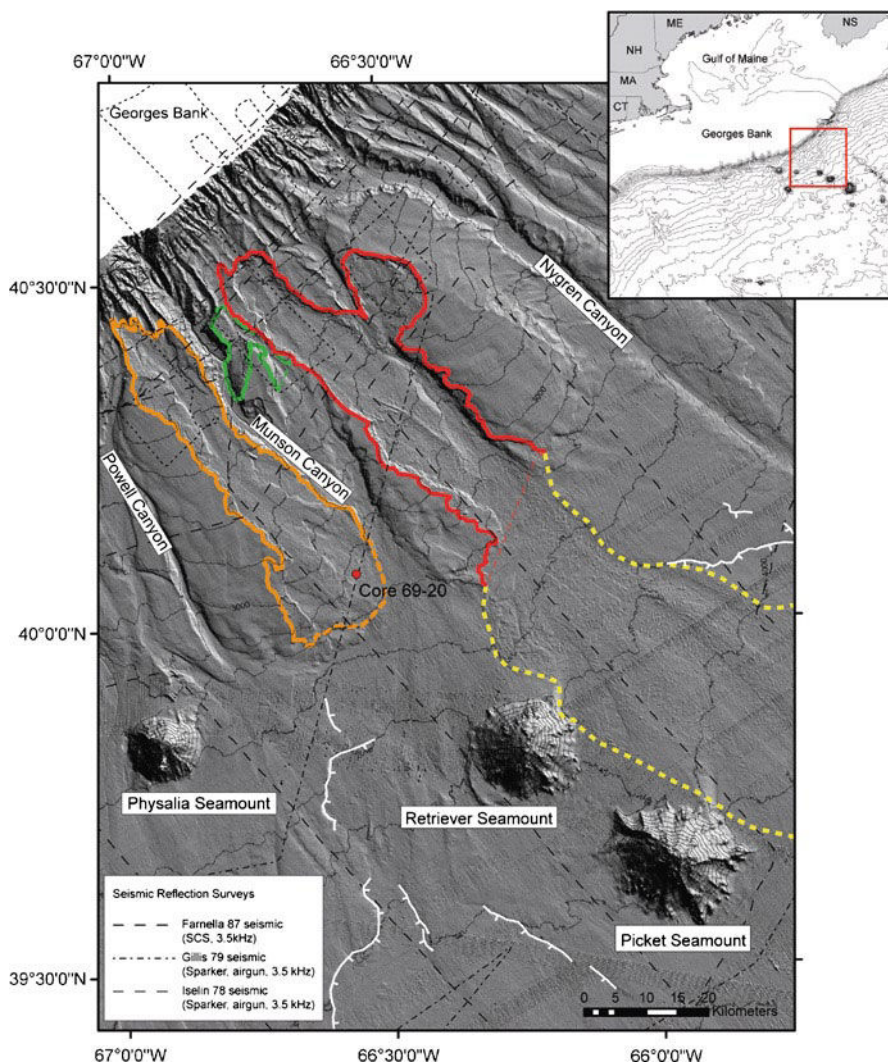 67°0'0"W
66°30'0"W
ME
NS
NH
MA
CT
Gulf of Maine
Georges Bank
Georges Bank
40°30'0"N
Nygren Canyon
3000
Munson Canyon
Powell Canyon
Core 69-20
3000
4000
40°0'0"N
Physalia Seamount
Retriever Seamount
Picket Seamount
Seismic Reflection Surveys
Farnella 87 seismic
(SCS, 3.5kHz)
Gillis 79 seismic
(Sparker, airgun, 3.5 kHz)
Iselin 78 seismic
(Sparker, airgun, 3.5 kHz)
39°30'0"N
0 5 10 15 20
Kilometers
67°0'0"W
66°30'0"W
66°0'0"W